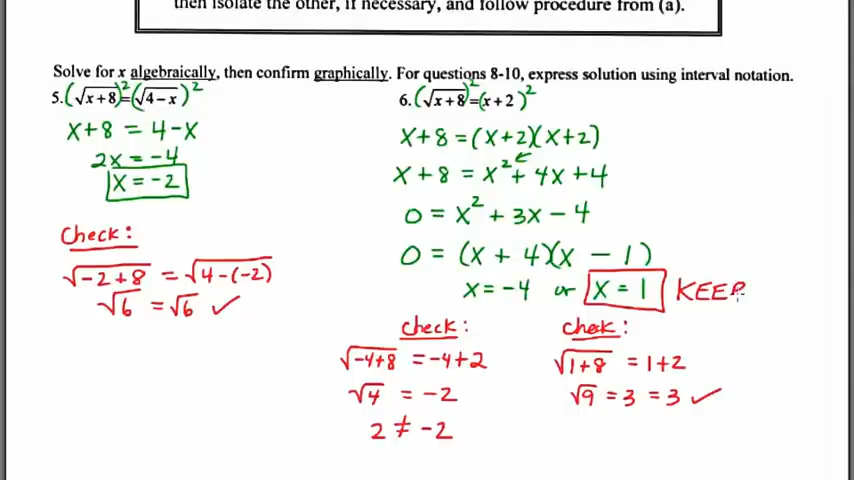 then isolate the other, if necessary, and follow procedure from (a).
Solve for x algebraically, then confirm graphically. For questions 8-10, express solution using interval notation.
5. (√x+8)²=(√4-x)²
x+8 = 4-x
2x = -4
x = -2
Check:
√-2+8 = √4-(-2)
√6 = √6 ✓
6. (√x+8)²=(x+2)²
x+8 = (x+2)(x+2)
x+8 = x² + 4x + 4
0 = x² + 3x - 4
0 = (x + 4)(x - 1)
x = -4 or x = 1 KEEP
check:
√-4+8 = -4+2
√4 = -2
2 ≠ -2
chek:
√1+8 = 1+2
√9 = 3 = 3 ✓